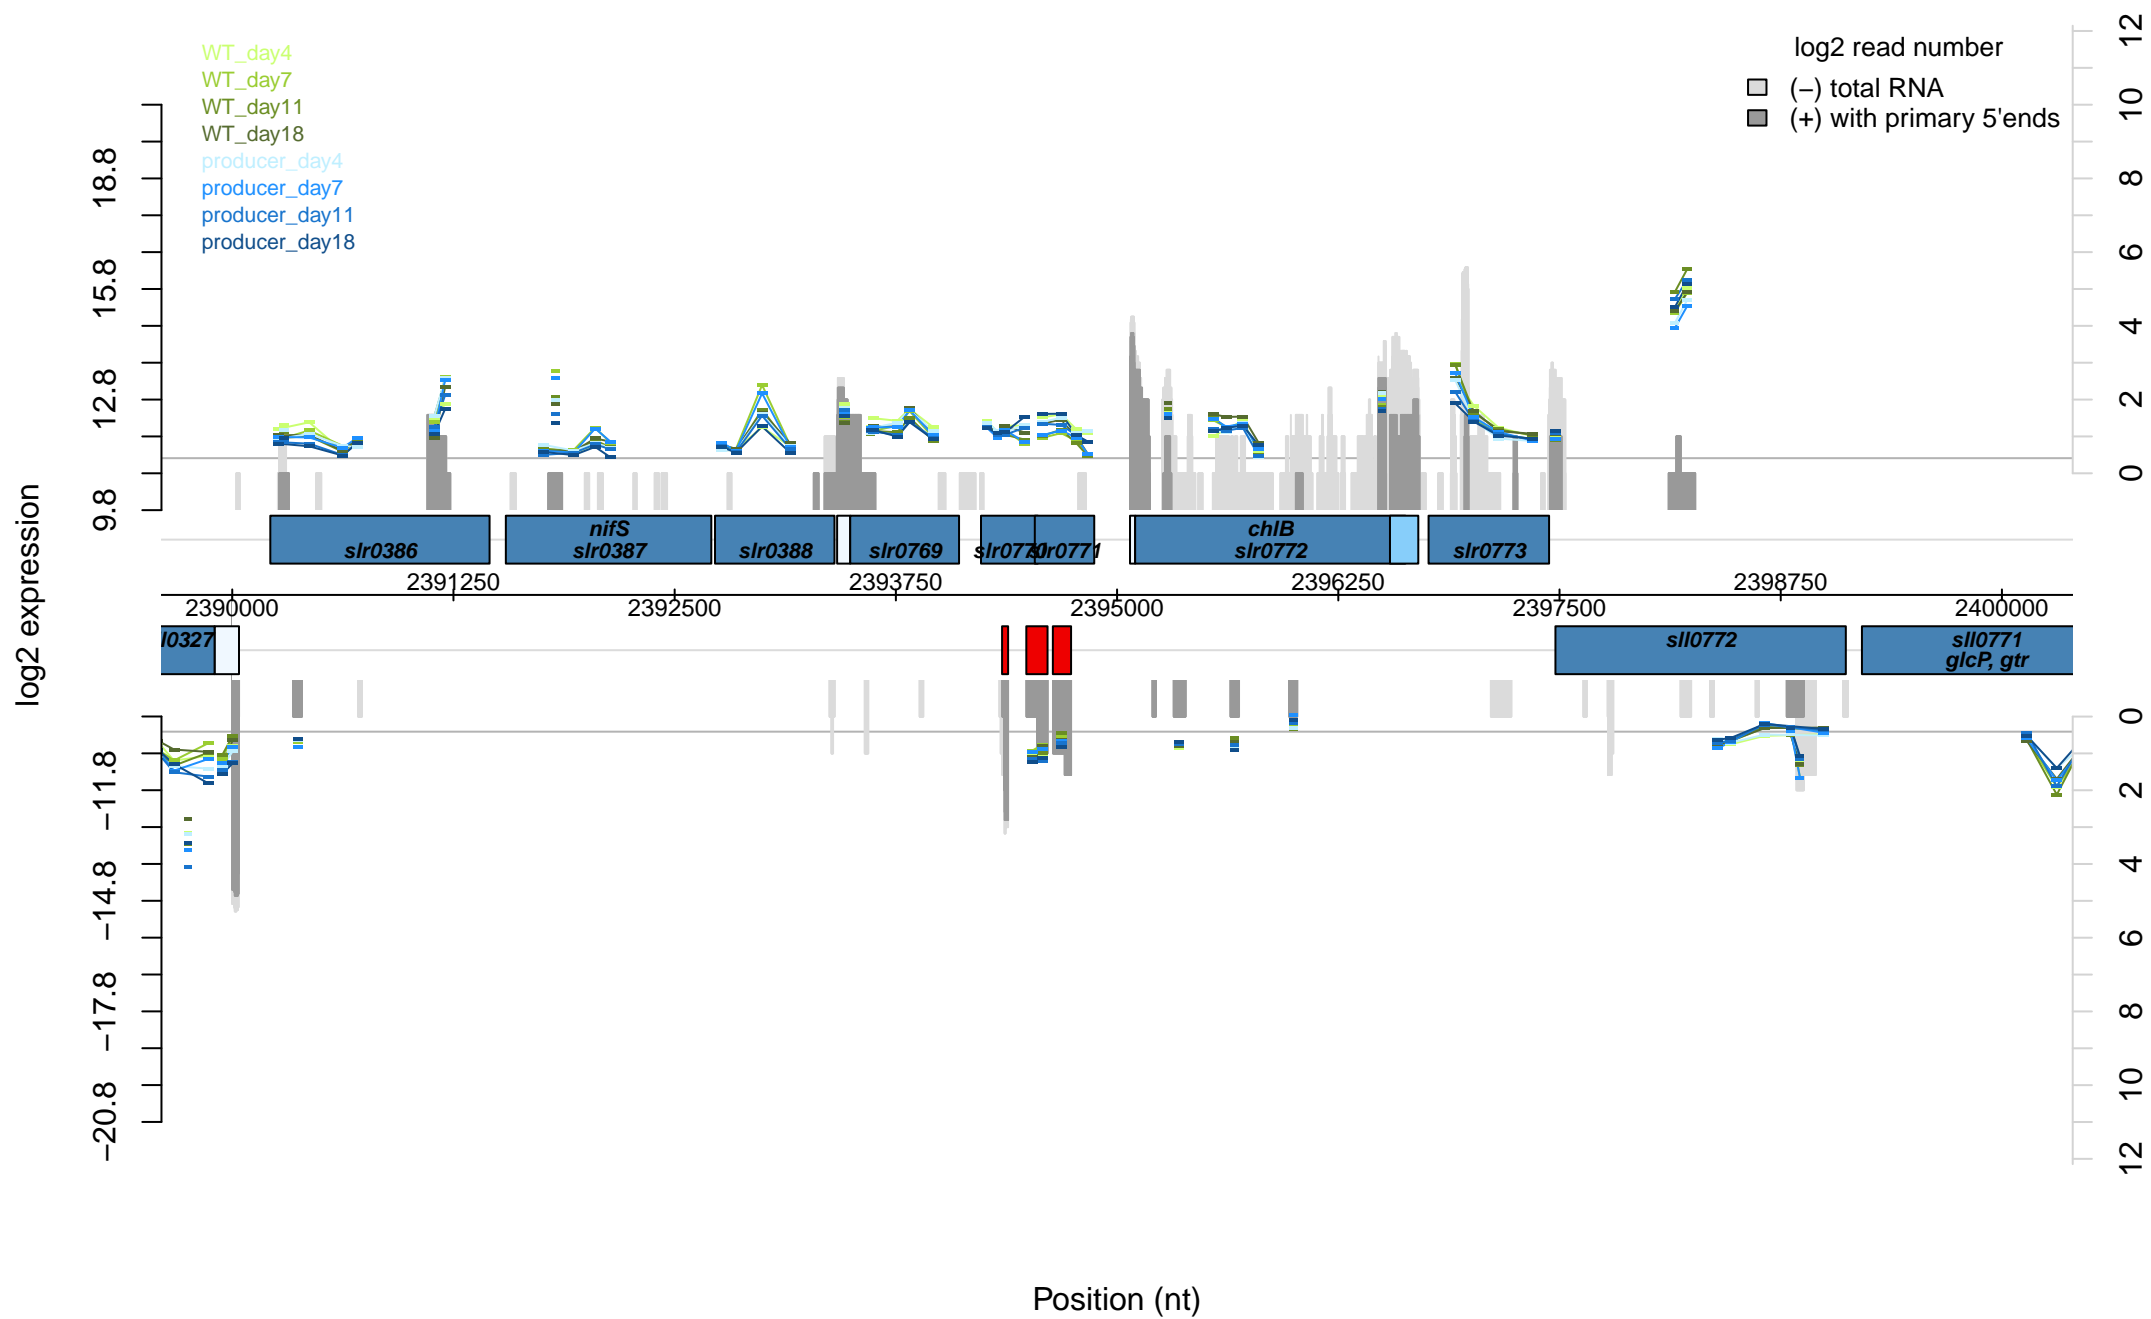 WT_day4
WT_day7
WT_day11
WT_day18
producer_day4
producer_day7
producer_day11
producer_day18
log2 read number
(−) total RNA
(+) with primary 5'ends
18.8
15.8
12.8
9.8
12
10
8
6
4
2
0
log2 expression
slr0386
nifS
slr0387
slr0388
slr0769
slr0770
slr0771
chlB
slr0772
slr0773
2391250
2393750
2396250
2398750
2390000
2392500
2395000
2397500
2400000
ll0327
sll0772
sll0771
glcP, gtr
−11.8
−14.8
−17.8
−20.8
0
2
4
6
8
10
12
Position (nt)